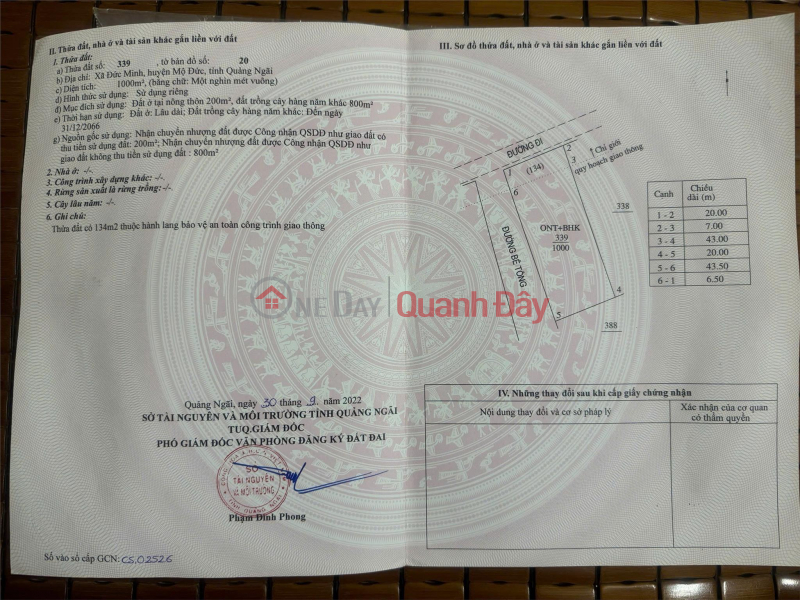 II. Thửa đất, nhà ở và tài sản khác gắn liền với đất
1. Thửa đất:
a) Thửa đất số: 339 , tờ bản đồ số: 20
b) Địa chỉ: Xã Đức Minh, huyện Mộ Đức, tỉnh Quảng Ngãi
c) Diện tích: 1000m², (bằng chữ: Một nghìn mét vuông)
d) Hình thức sử dụng: Sử dụng riêng
đ) Mục đích sử dụng: Đất ở tại nông thôn 200m², đất trồng cây hàng năm khác 800m²
e) Thời hạn sử dụng: Đất ở: Lâu dài; Đất trồng cây hàng năm khác: Đến ngày
31/12/2066
g) Nguồn gốc sử dụng: Nhận chuyển nhượng đất được Công nhận QSDĐ như giao đất có
thu tiền sử dụng đất: 200m²; Nhận chuyển nhượng đất được Công nhận QSDĐ như
giao đất không thu tiền sử dụng đất : 800m²
2. Nhà ở: -/-
3. Công trình xây dựng khác: -/-
4. Rừng sản xuất là rừng trồng: -/-
5. Cây lâu năm: -/-
6. Ghi chú:
Thửa đất có 134m2 thuộc hành lang bảo vệ an toàn công trình giao thông
Quảng Ngãi, ngày 30 tháng 9 năm 2022
SỞ TÀI NGUYÊN VÀ MÔI TRƯỜNG TỈNH QUẢNG NGÃI
TUQ.GIÁM ĐỐC
PHÓ GIÁM ĐỐC VĂN PHÒNG ĐĂNG KÝ ĐẤT ĐAI
SỞ
TÀI NGUYÊN
VÀ MÔI TRƯỜNG
TỈNH QUẢNG NGÃI
Phạm Đình Phong
Số vào sổ cấp GCN: CS.02526
III. Sơ đồ thửa đất, nhà ở và tài sản khác gắn liền với đất
ĐƯỜNG ĐI
1
2
(134)
3
* Chỉ giới
quy hoạch giao thông
6
338
ĐƯỜNG BÊ TÔNG
ONT+BHK
339
1000
4
5
388
Cạnh Chiều dài (m)
1 - 2 20.00
2 - 3 7.00
3 - 4 43.00
4 - 5 20.00
5 - 6 43.50
6 - 1 6.50
IV. Những thay đổi sau khi cấp giấy chứng nhận
Nội dung thay đổi và cơ sở pháp lý
Xác nhận của cơ quan
có thẩm quyền
ONE DAY Quanh Đây